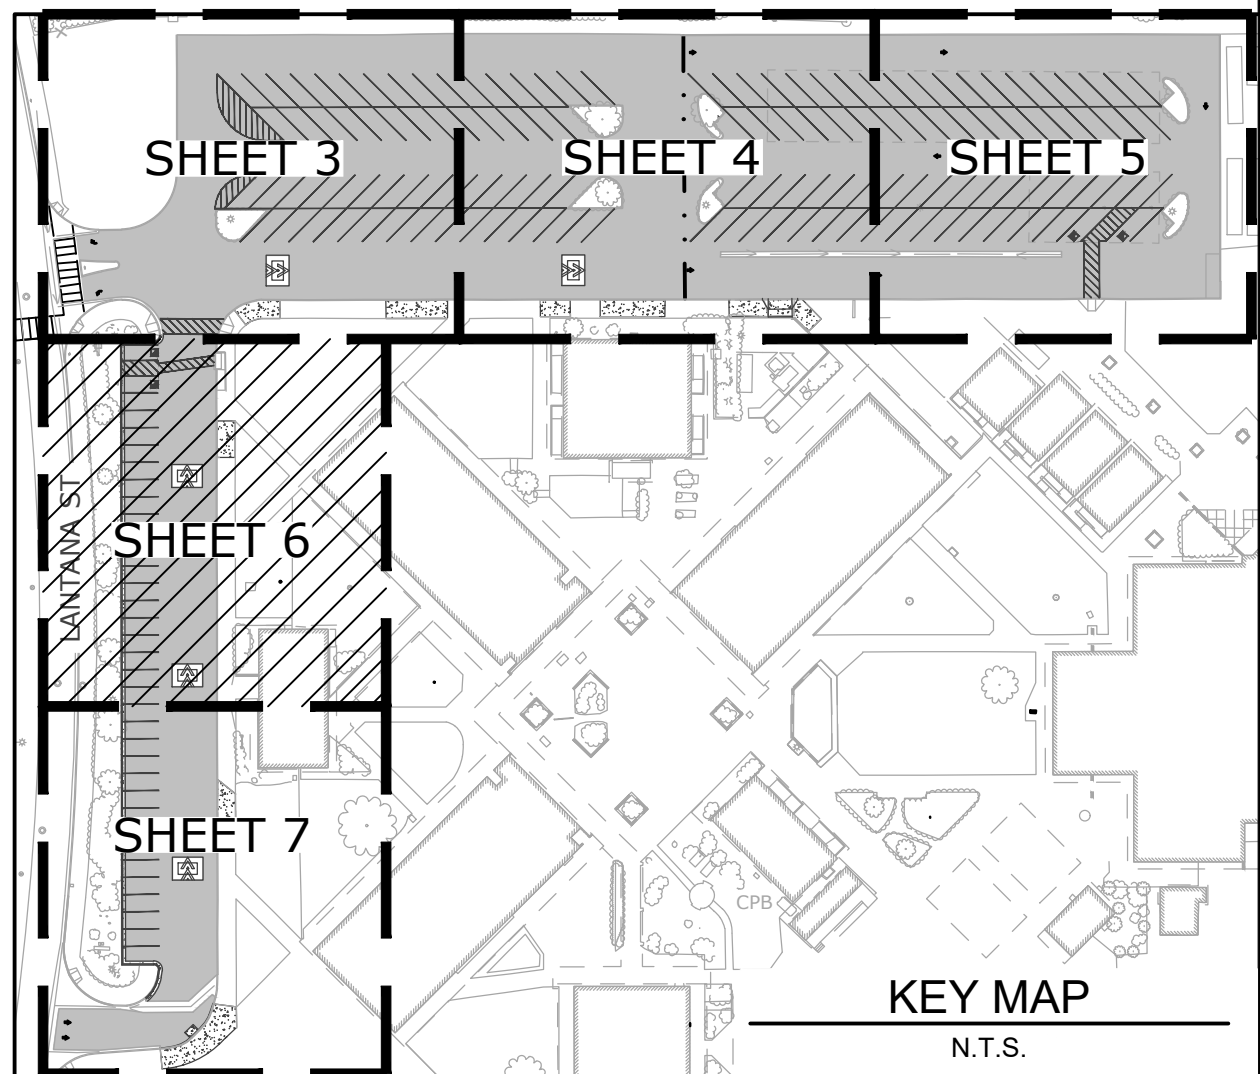 SHEET 3
SHEET 4
SHEET 5
SHEET 6
LANTANA ST
SHEET 7
CPB
KEY MAP
N.T.S.